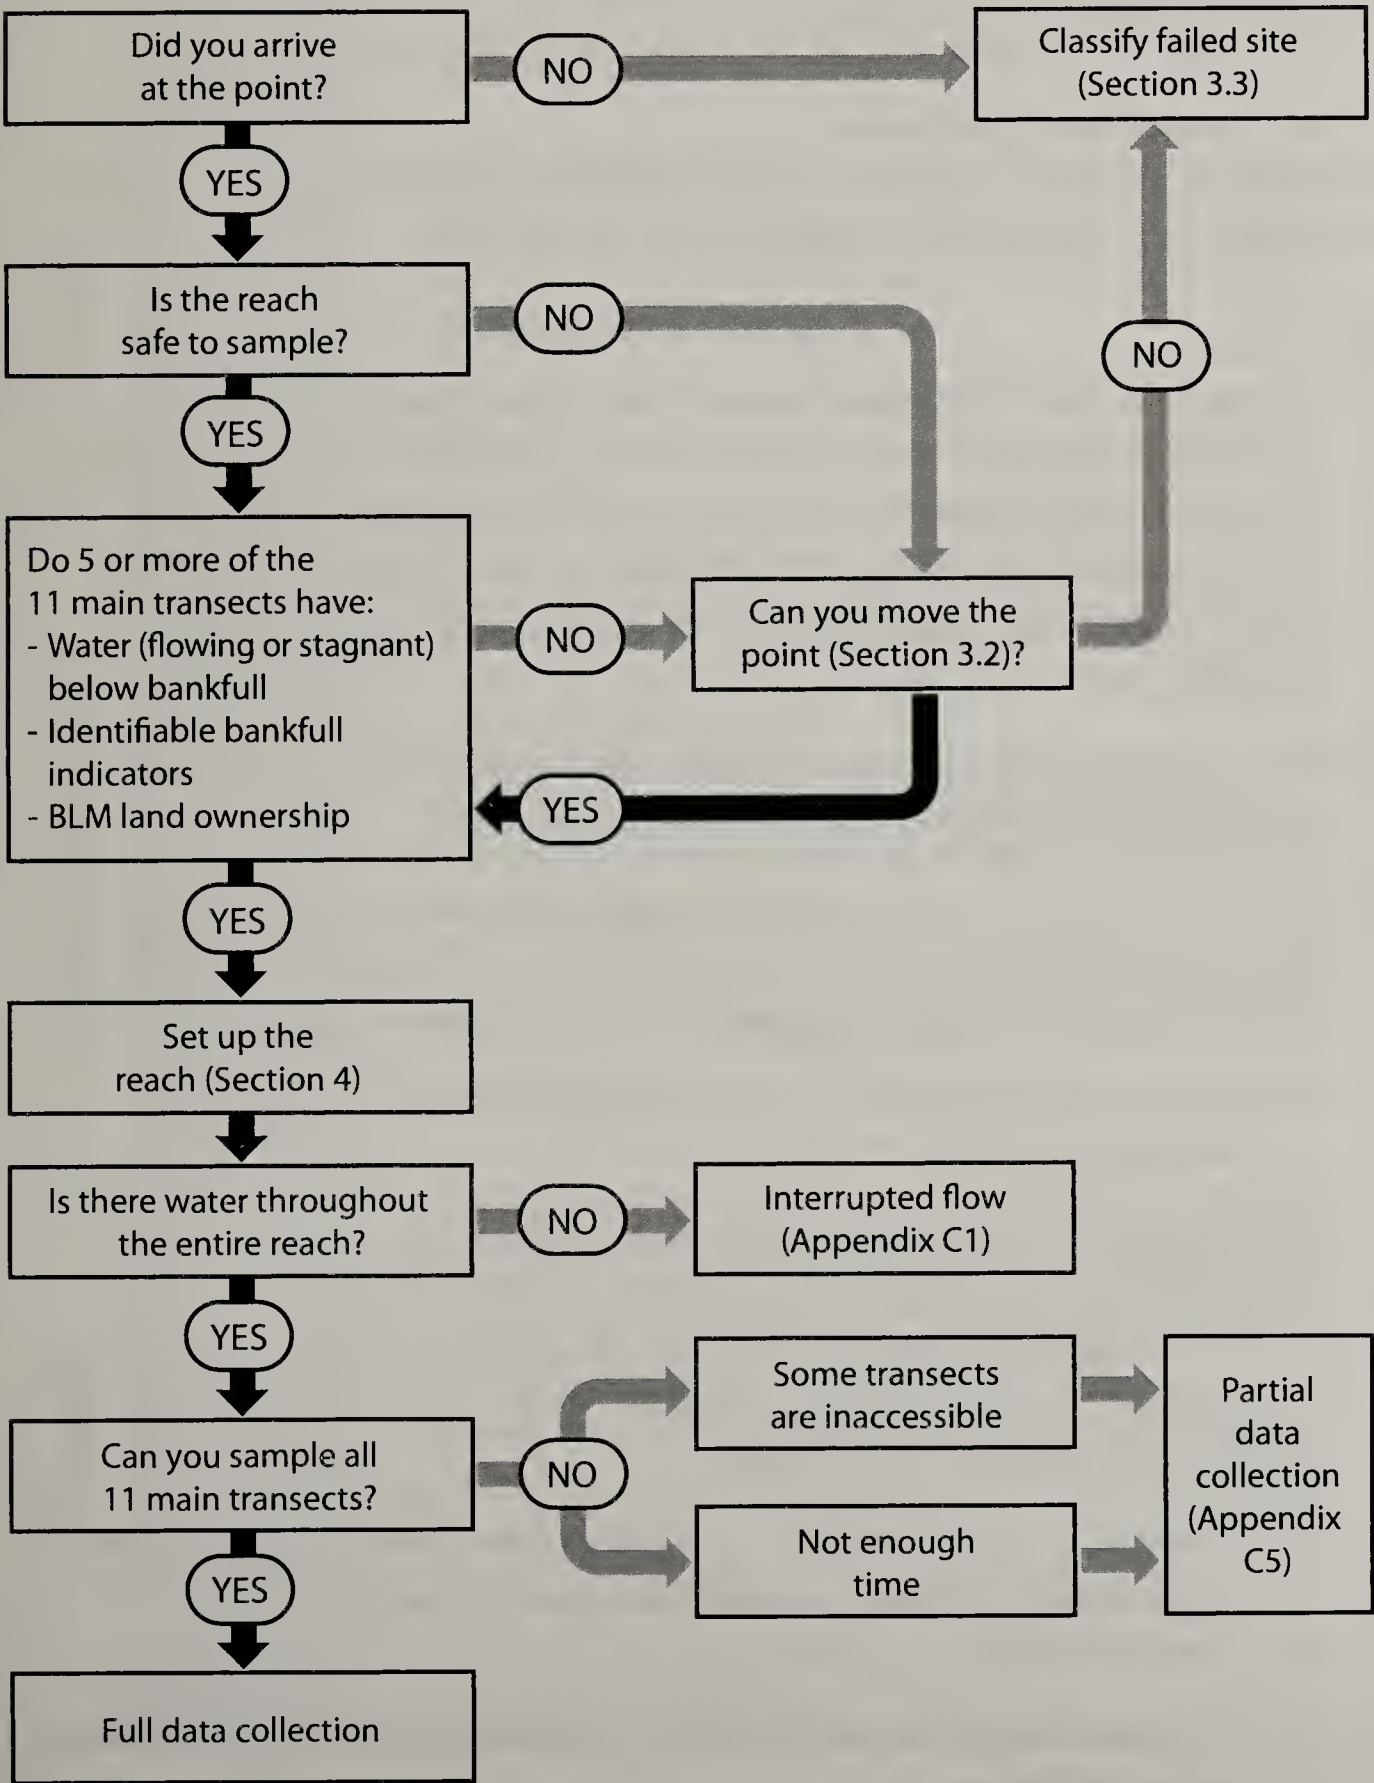 Did you arrive
at the point?
NO
Classify failed site
(Section 3.3)
YES
Is the reach
safe to sample?
NO
NO
YES
Do 5 or more of the
11 main transects have:
- Water (flowing or stagnant)
below bankfull
- Identifiable bankfull
indicators
- BLM land ownership
NO
Can you move the
point (Section 3.2)?
YES
YES
Set up the
reach (Section 4)
Is there water throughout
the entire reach?
NO
Interrupted flow
(Appendix C1)
YES
Can you sample all
11 main transects?
NO
Some transects
are inaccessible
Not enough
time
Partial
data
collection
(Appendix
C5)
YES
Full data collection